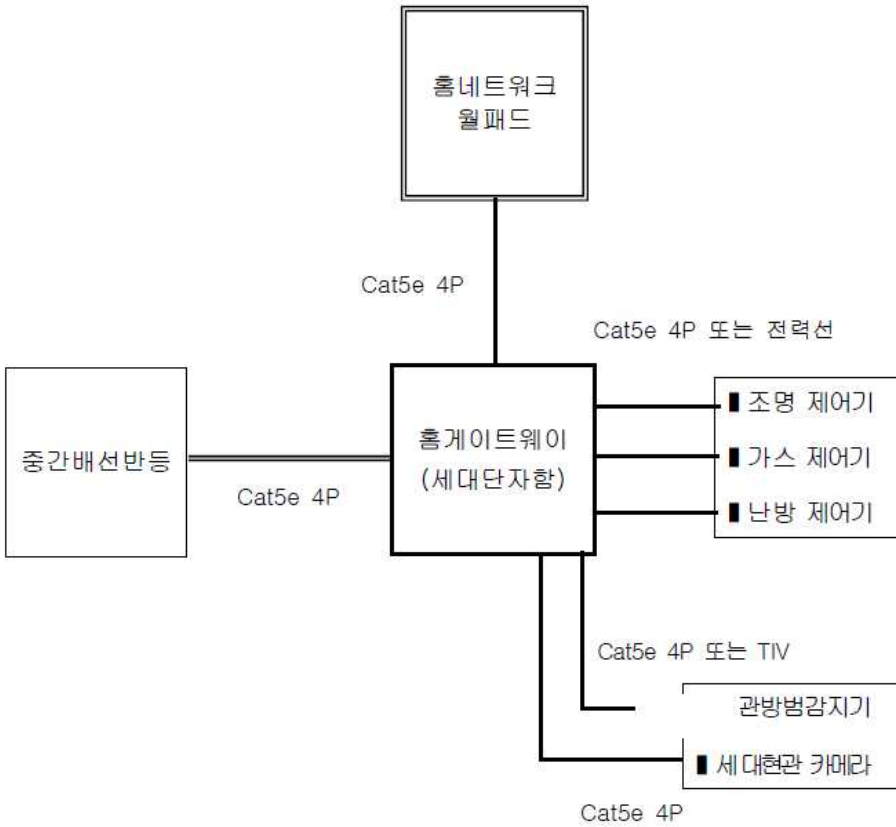 홈네트워크
월패드
Cat5e 4P
Cat5e 4P 또는 전력선
조명 제어기
가스 제어기
난방 제어기
홈게이트웨이
(세대단자함)
중간배선반등
Cat5e 4P
Cat5e 4P 또는 TIV
관방범감지기
세대현관 카메라
Cat5e 4P